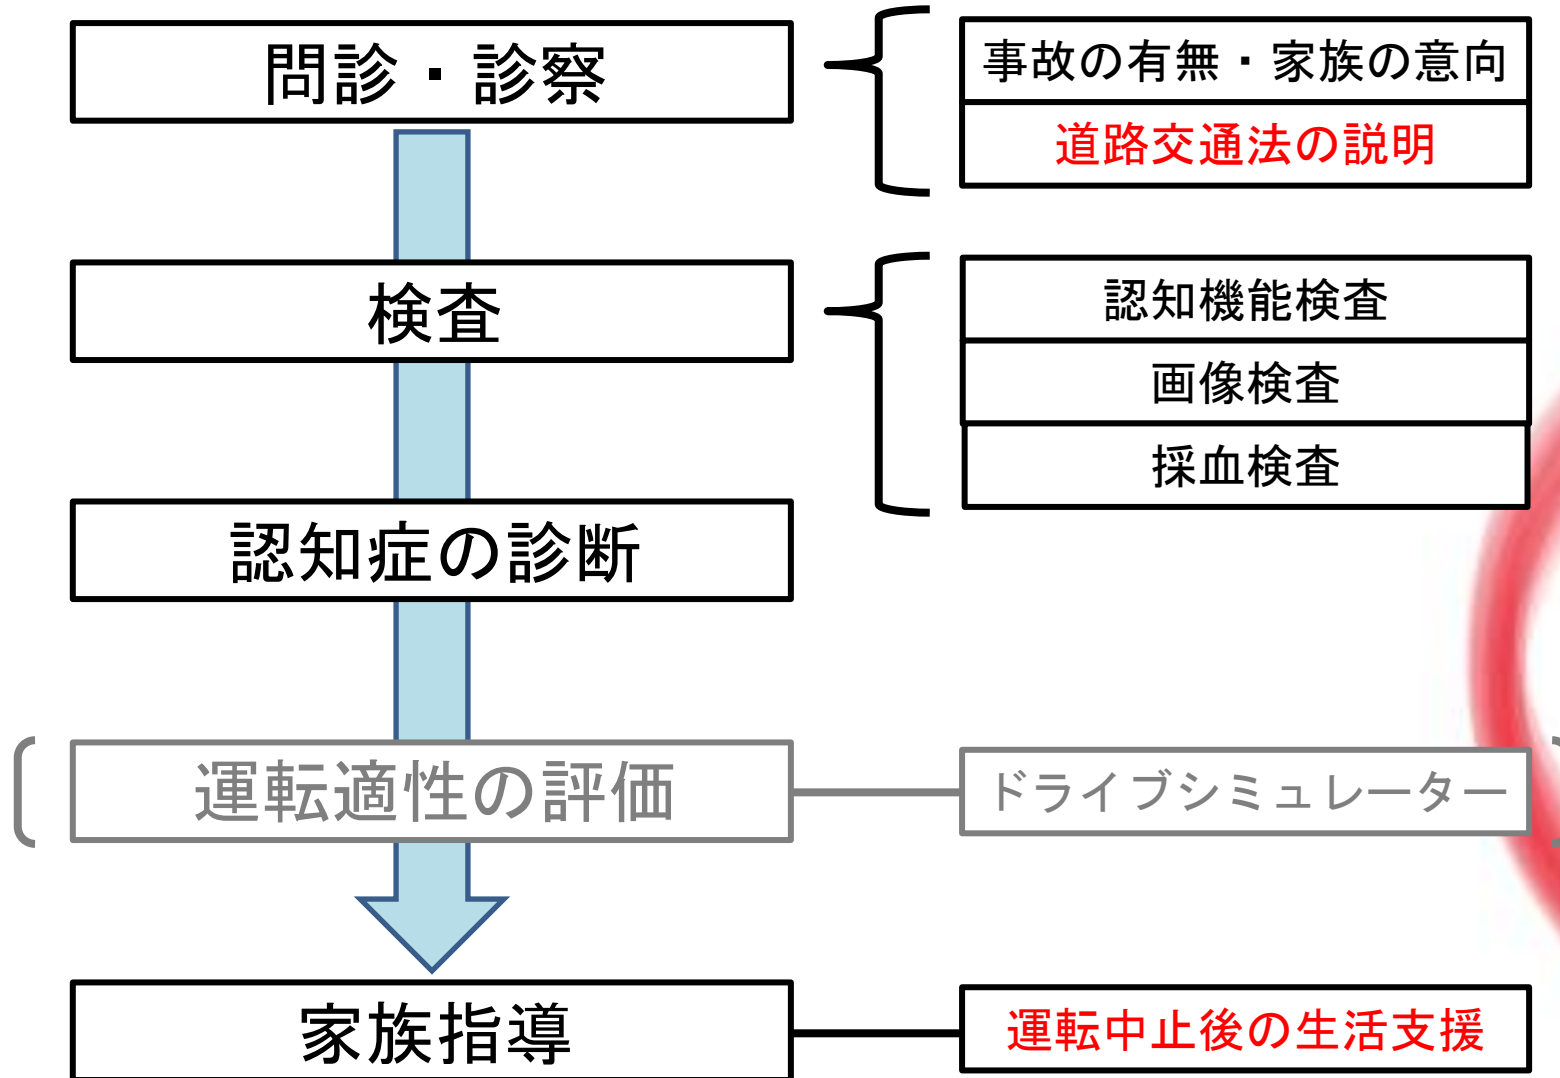 問診・診察
事故の有無・家族の意向
道路交通法の説明
検査
認知機能検査
画像検査
採血検査
認知症の診断
運転適性の評価
ドライブシミュレーター
家族指導
運転中止後の生活支援